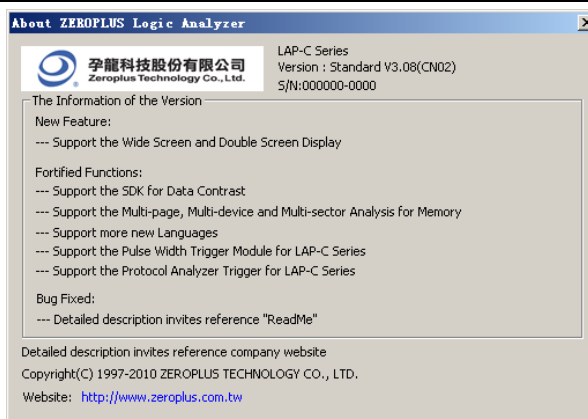 About ZEROPLUS Logic Analyzer
孕龍科技股份有限公司
Zeroplus Technology Co., Ltd.
LAP-C Series
Version : Standard V3.08(CN02)
S/N:000000-0000
The Information of the Version
New Feature:
--- Support the Wide Screen and Double Screen Display
Fortified Functions:
--- Support the SDK for Data Contrast
--- Support the Multi-page, Multi-device and Multi-sector Analysis for Memory
--- Support more new Languages
--- Support the Pulse Width Trigger Module for LAP-C Series
--- Support the Protocol Analyzer Trigger for LAP-C Series
Bug Fixed:
--- Detailed description invites reference "ReadMe"
Detailed description invites reference company website
Copyright(C) 1997-2010 ZEROPLUS TECHNOLOGY CO., LTD.
Website: http://www.zeroplus.com.tw